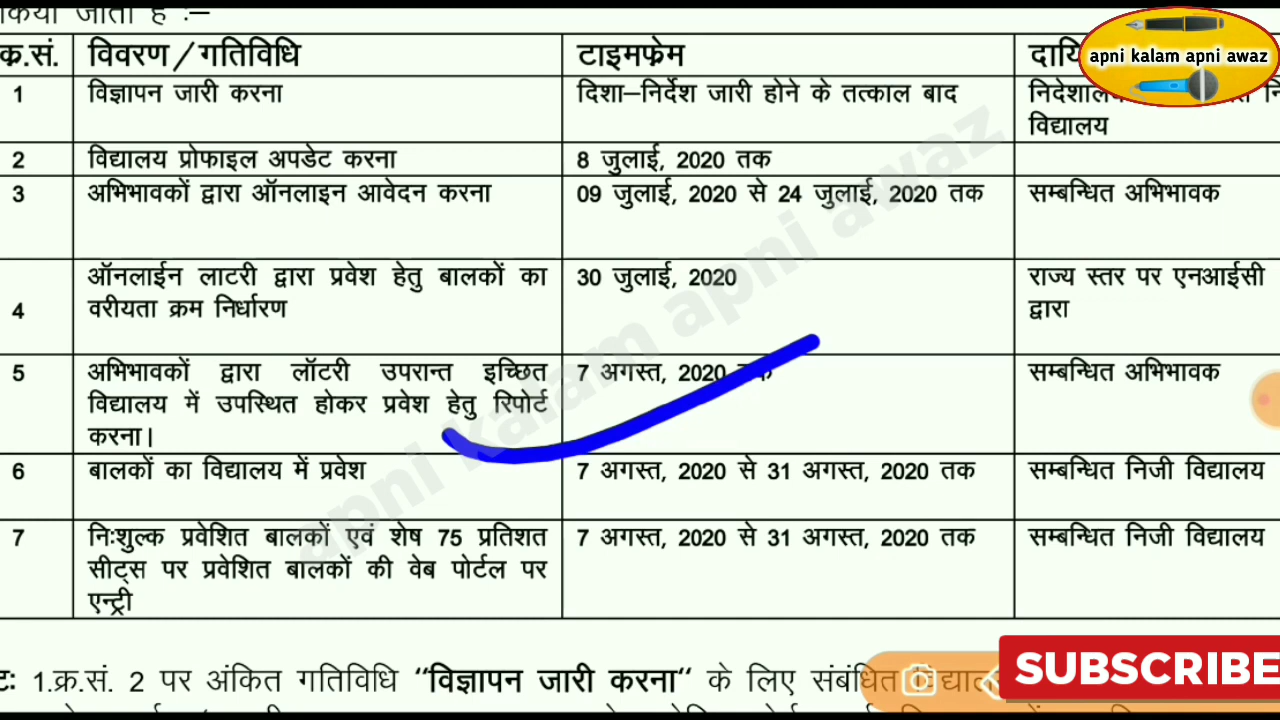 किया जाता है :–
क.सं. विवरण/गतिविधि टाइमफ्रेम
apni kalam apni awaz
1 विज्ञापन जारी करना दिशा–निर्देश जारी होने के तत्काल बाद
विद्यालय
2 विद्यालय प्रोफाइल अपडेट करना 8 जुलाई, 2020 तक
3 अभिभावकों द्वारा ऑनलाइन आवेदन करना 09 जुलाई, 2020 से 24 जुलाई, 2020 तक सम्बन्धित अभिभावक
ऑनलाईन लाटरी द्वारा प्रवेश हेतु बालकों का 30 जुलाई, 2020 राज्य स्तर पर एनआईसी
4 वरीयता क्रम निर्धारण द्वारा
5 अभिभावकों द्वारा लॉटरी उपरान्त इच्छित 7 अगस्त, 2020 तक सम्बन्धित अभिभावक
विद्यालय में उपस्थित होकर प्रवेश हेतु रिपोर्ट
करना।
6 बालकों का विद्यालय में प्रवेश 7 अगस्त, 2020 से 31 अगस्त, 2020 तक सम्बन्धित निजी विद्यालय
7 निःशुल्क प्रवेशित बालकों एवं शेष 75 प्रतिशत 7 अगस्त, 2020 से 31 अगस्त, 2020 तक सम्बन्धित निजी विद्यालय
सीट्स पर प्रवेशित बालकों की वेब पोर्टल पर
एन्ट्री
apni kalam apni awaz
1.क्र.सं. 2 पर अंकित गतिविधि "विज्ञापन जारी करना" के लिए संबंधित
SUBSCRIBE